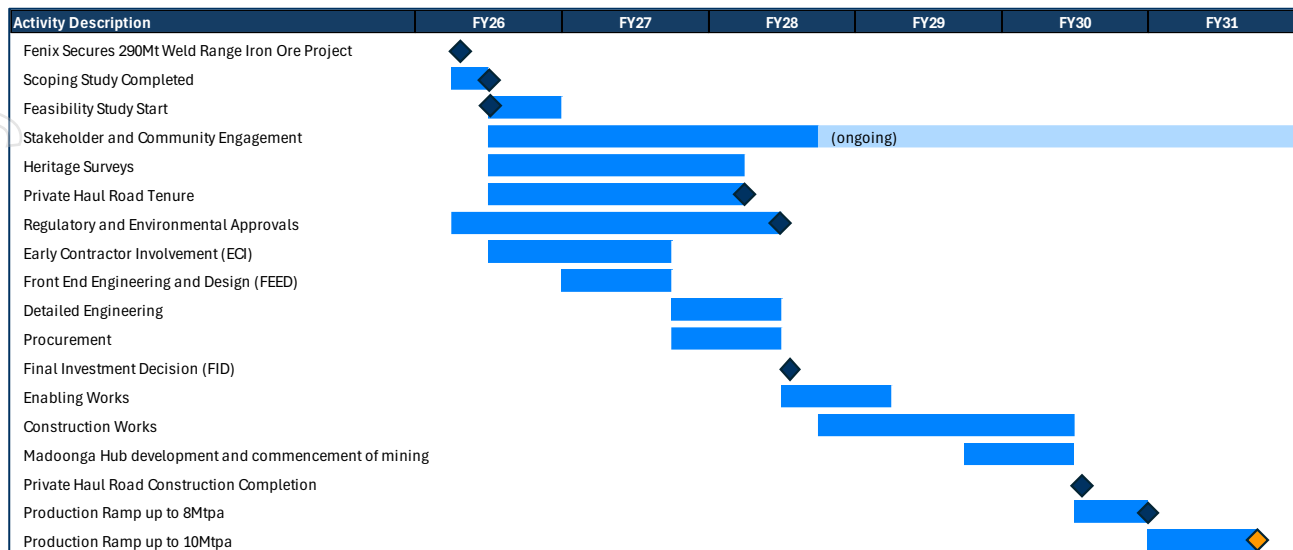 Activity Description FY26 FY27 FY28 FY29 FY30 FY31
Fenix Secures 290Mt Weld Range Iron Ore Project
Scoping Study Completed
Feasibility Study Start
Stakeholder and Community Engagement (ongoing)
Heritage Surveys
Private Haul Road Tenure
Regulatory and Environmental Approvals
Early Contractor Involvement (ECI)
Front End Engineering and Design (FEED)
Detailed Engineering
Procurement
Final Investment Decision (FID)
Enabling Works
Construction Works
Madoonga Hub development and commencement of mining
Private Haul Road Construction Completion
Production Ramp up to 8Mtpa
Production Ramp up to 10Mtpa